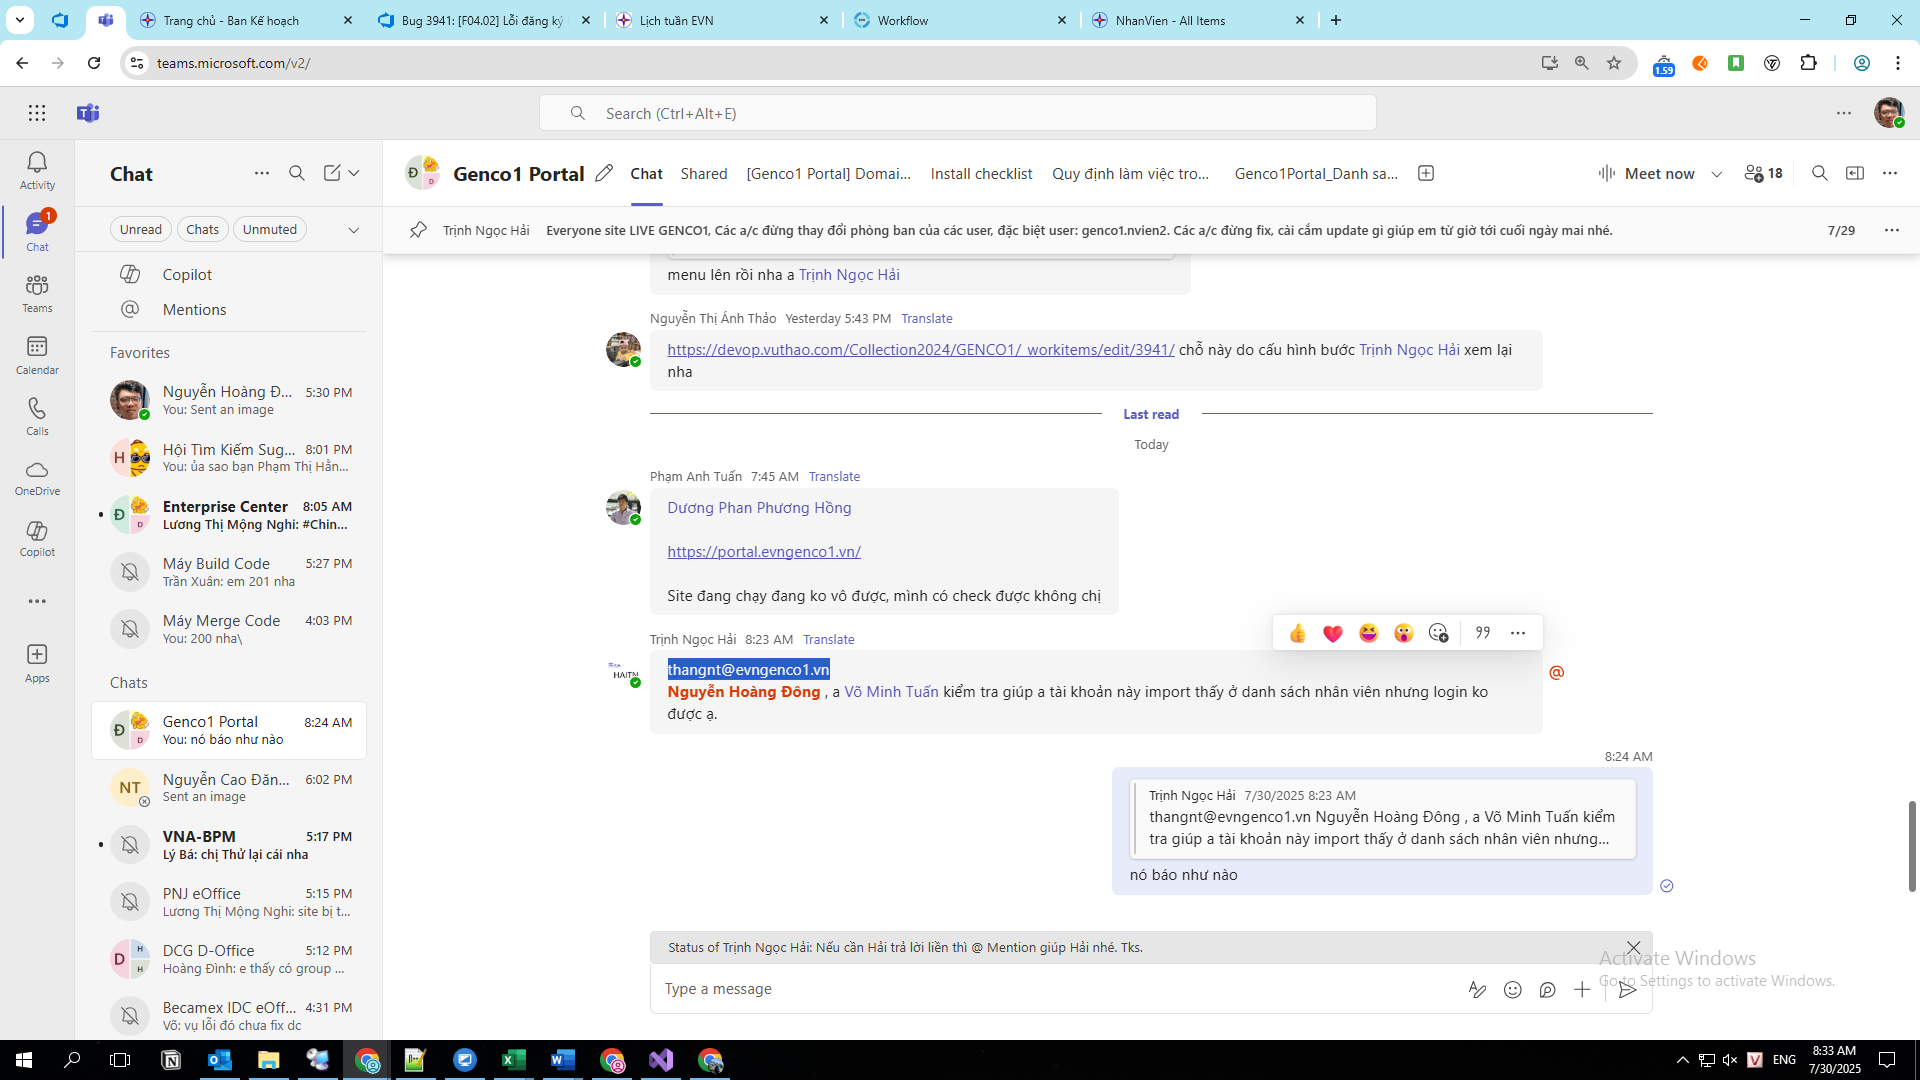 Trang chủ - Ban Kế hoạch
Bug 3941: [F04.02] Lỗi đăng ký
Lịch tuần EVN
Workflow
NhanVien - All Items
teams.microsoft.com/v2/
1.59
Search (Ctrl+Alt+E)
Activity
1
Chat
Teams
Calendar
Calls
OneDrive
Copilot
Apps
Chat
Unread
Chats
Unmuted
Copilot
Mentions
Favorites
Nguyễn Hoàng Đ... 5:30 PM
You: Sent an image
Hội Tìm Kiếm Sug... 8:01 PM
You: ủa sao bạn Phạm Thị Hằn...
Enterprise Center 8:05 AM
Lương Thị Mộng Nghi: #Chin...
Máy Build Code 5:27 PM
Trần Xuân: em 201 nha
Máy Merge Code 4:03 PM
You: 200 nha\
Chats
Genco1 Portal 8:24 AM
You: nó báo như nào
NT
Nguyễn Cao Đăn... 6:02 PM
Sent an image
VNA-BPM 5:17 PM
Lý Bá: chị Thử lại cái nha
PNJ eOffice 5:15 PM
Lương Thị Mộng Nghi: site bị t...
DCG D-Office 5:12 PM
Hoàng Đình: e thấy có group ...
Becamex IDC eOff... 4:31 PM
Võ: vụ lỗi đó chưa fix dc
Genco1 Portal
Chat
Shared
[Genco1 Portal] Domai...
Install checklist
Quy định làm việc tro...
Genco1Portal_Danh sa...
Meet now
18
Trịnh Ngọc Hải Everyone site LIVE GENCO1, Các a/c đừng thay đổi phòng ban của các user, đặc biệt user: genco1.nvien2. Các a/c đừng fix, cải cắm update gì giúp em từ giờ tới cuối ngày mai nhé. 7/29
menu lên rồi nha a Trịnh Ngọc Hải
Nguyễn Thị Ánh Thảo Yesterday 5:43 PM Translate
https://devop.vuthao.com/Collection2024/GENCO1/_workitems/edit/3941/ chỗ này do cấu hình bước Trịnh Ngọc Hải xem lại
nha
Last read
Today
Phạm Anh Tuấn 7:45 AM Translate
Dương Phan Phương Hồng
https://portal.evngenco1.vn/
Site đang chạy đang ko vô được, mình có check được không chị
Trịnh Ngọc Hải 8:23 AM Translate
HAITN
thangnt@evngenco1.vn
Nguyễn Hoàng Đông , a Võ Minh Tuấn kiểm tra giúp a tài khoản này import thấy ở danh sách nhân viên nhưng login ko
được ạ.
@
8:24 AM
Trịnh Ngọc Hải 7/30/2025 8:23 AM
thangnt@evngenco1.vn Nguyễn Hoàng Đông , a Võ Minh Tuấn kiểm
tra giúp a tài khoản này import thấy ở danh sách nhân viên nhưng...
nó báo như nào
Status of Trịnh Ngọc Hải: Nếu cần Hải trả lời liền thì @ Mention giúp Hải nhé. Tks.
Type a message
Activate Windows
Go to Settings to activate Windows.
ENG
8:33 AM
7/30/2025